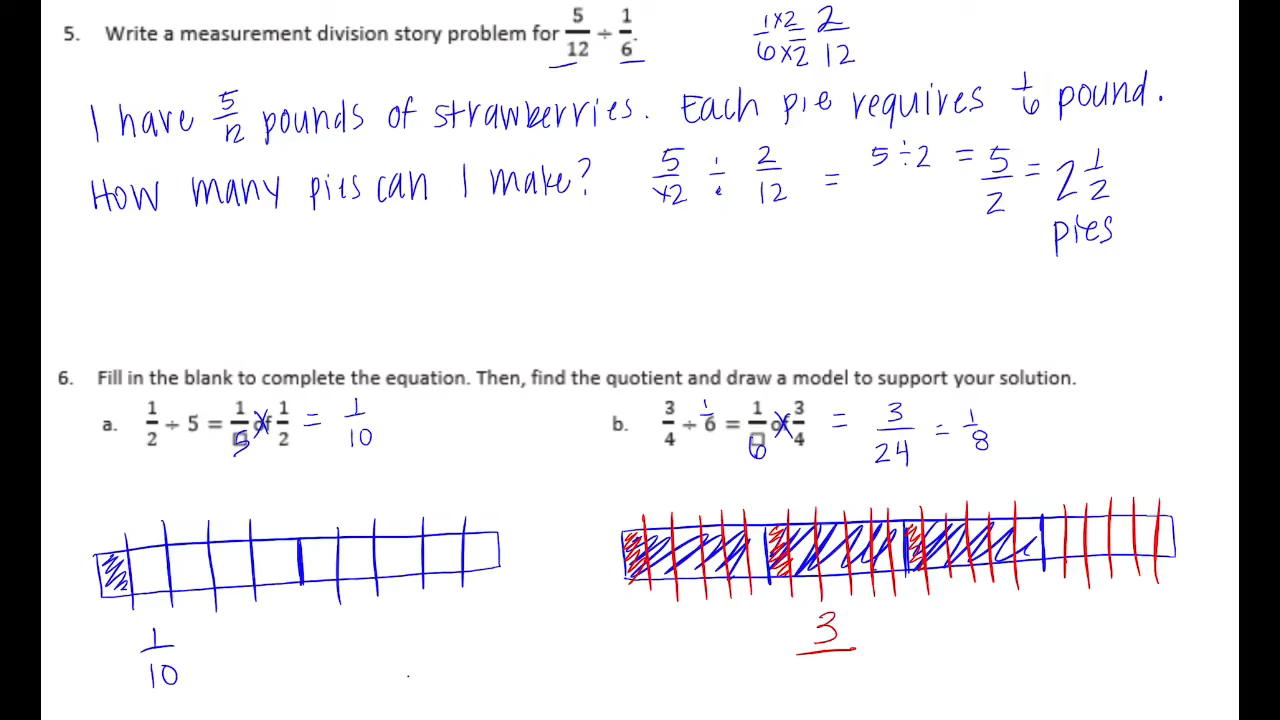 5. Write a measurement division story problem for 5/12 ÷ 1/6.
1×2/6×2 2/12
I have 5/12 pounds of strawberries. Each pie requires 1/6 pound.
How many pies can I make? 5/12 ÷ 2/12 = 5÷2 = 5/2 = 2 1/2
pies
6. Fill in the blank to complete the equation. Then, find the quotient and draw a model to support your solution.
a. 1/2 ÷ 5 = 1/5 × 1/2 = 1/10
b. 3/4 ÷ 6 = 1/6 × 3/4 = 3/24 = 1/8
1/10
3